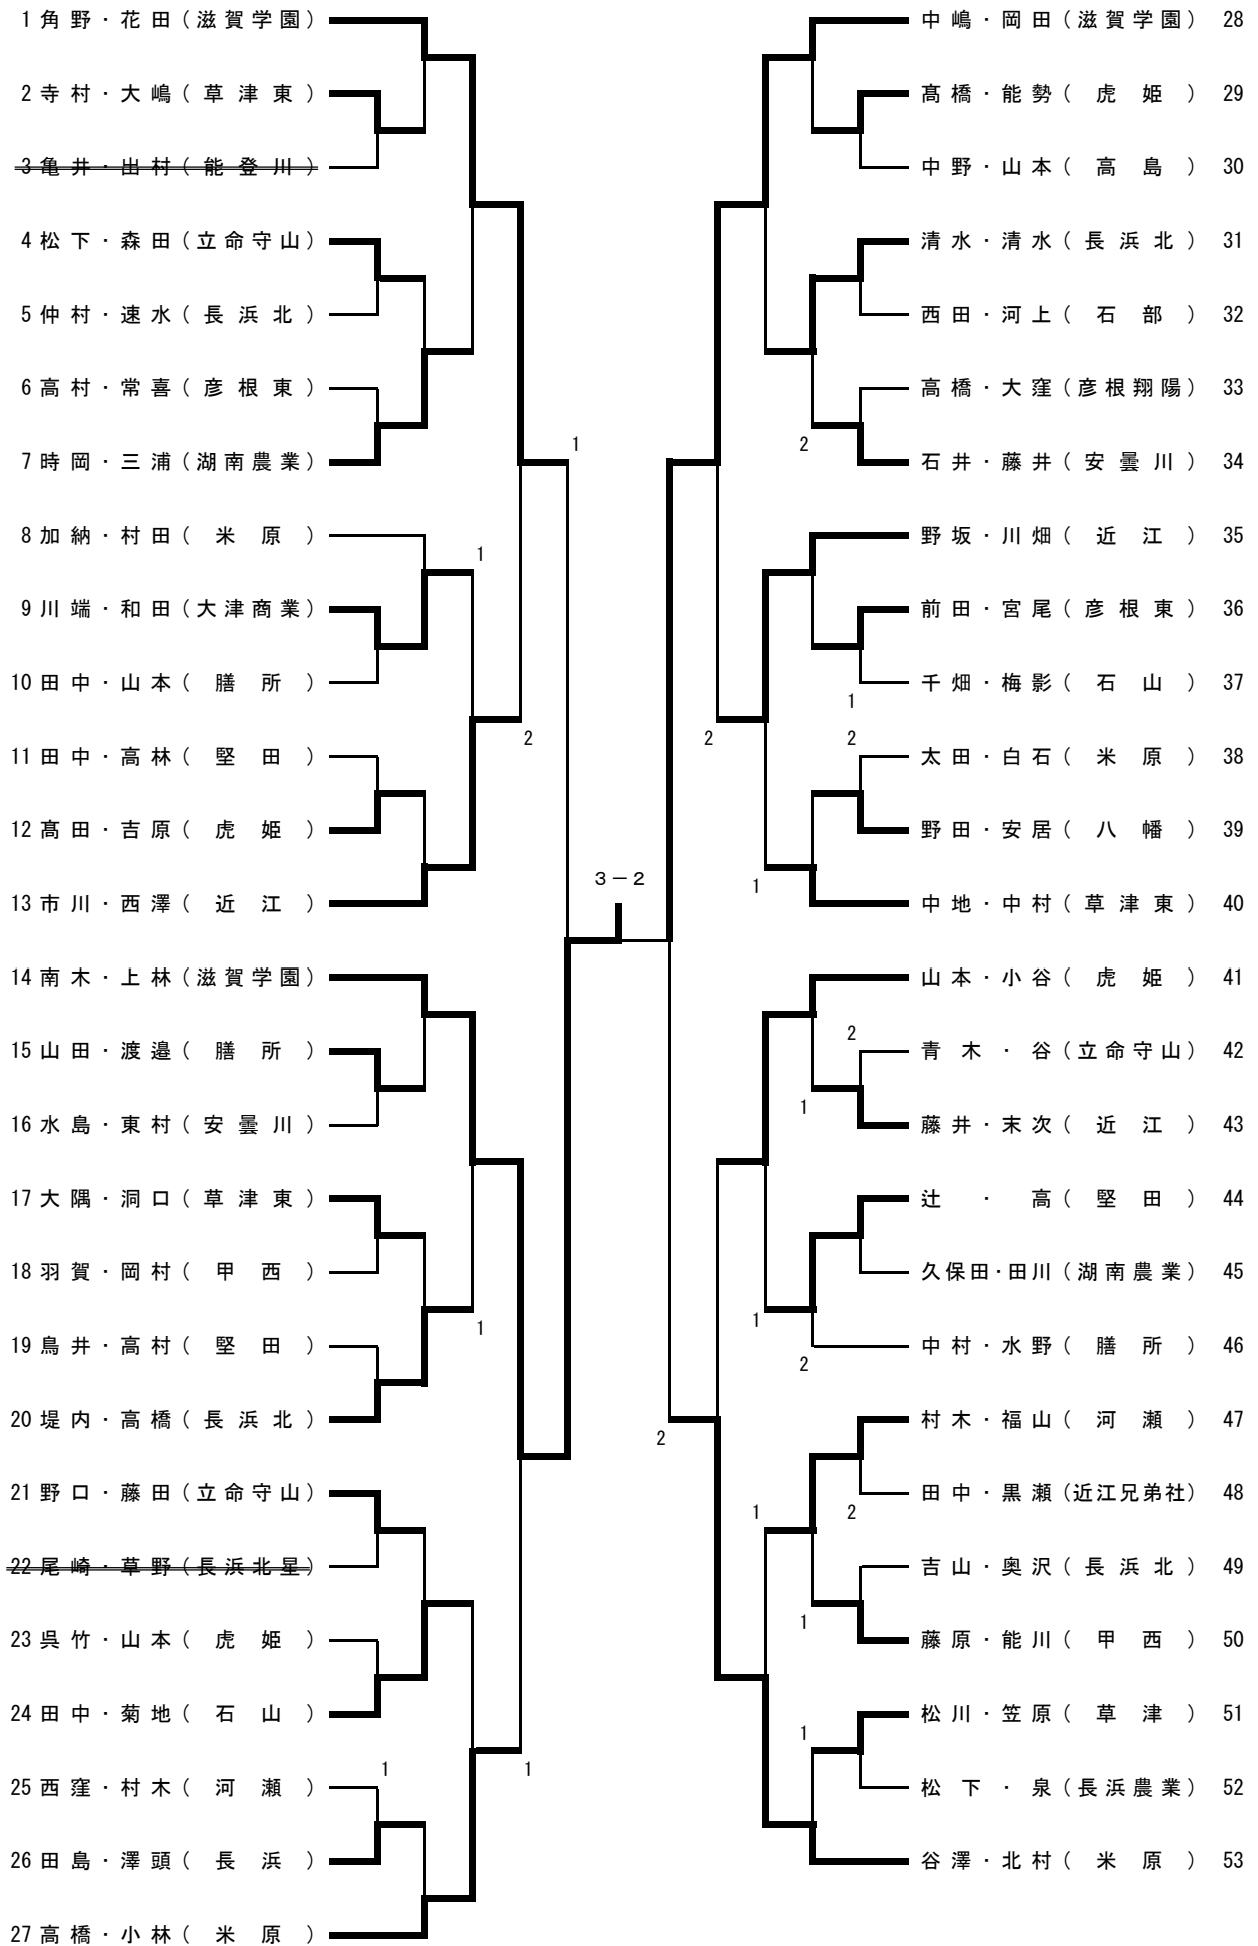 1 角野・花田(滋賀学園)
2 寺村・大嶋(草津東)
3 亀井・出村(能登川)
4 松下・森田(立命守山)
5 仲村・速水(長浜北)
6 高村・常喜(彦根東)
7 時岡・三浦(湖南農業)
1
8 加納・村田(米原)
1
9 川端・和田(大津商業)
10 田中・山本(膳所)
2
11 田中・高林(堅田)
12 髙田・吉原(虎姫)
13 市川・西澤(近江)
3-2
14 南木・上林(滋賀学園)
15 山田・渡邉(膳所)
16 水島・東村(安曇川)
17 大隅・洞口(草津東)
18 羽賀・岡村(甲西)
1
19 鳥井・高村(堅田)
20 堤内・高橋(長浜北)
21 野口・藤田(立命守山)
22 尾崎・草野(長浜北星)
23 呉竹・山本(虎姫)
24 田中・菊地(石山)
1
1
25 西窪・村木(河瀬)
26 田島・澤頭(長浜)
27 高橋・小林(米原)
中嶋・岡田(滋賀学園) 28
髙橋・能勢(虎姫) 29
中野・山本(高島) 30
清水・清水(長浜北) 31
西田・河上(石部) 32
高橋・大窪(彦根翔陽) 33
2
石井・藤井(安曇川) 34
野坂・川畑(近江) 35
前田・宮尾(彦根東) 36
千畑・梅影(石山) 37
1
2
2
太田・白石(米原) 38
野田・安居(八幡) 39
1
中地・中村(草津東) 40
山本・小谷(虎姫) 41
2
青木・谷(立命守山) 42
1
藤井・末次(近江) 43
辻・高(堅田) 44
久保田・田川(湖南農業) 45
1
中村・水野(膳所) 46
2
村木・福山(河瀬) 47
2
田中・黒瀬(近江兄弟社) 48
1
2
吉山・奥沢(長浜北) 49
1
藤原・能川(甲西) 50
松川・笠原(草津) 51
1
松下・泉(長浜農業) 52
谷澤・北村(米原) 53